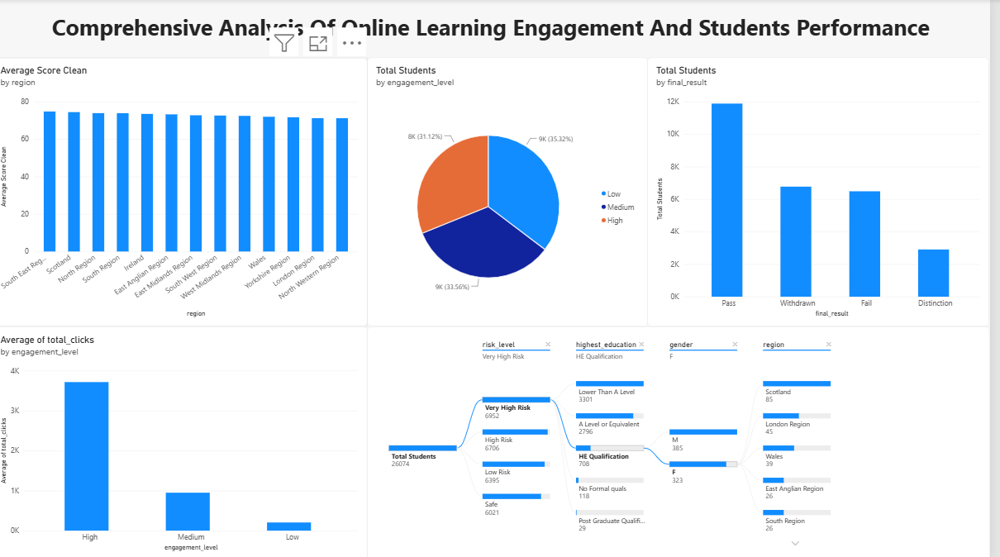 Comprehensive Analysis Of Online Learning Engagement And Students Performance
Average Score Clean
by region
80
60
40
20
0
Average Score Clean
South East Reg...
Scotland
North Region
South Region
Ireland
East Anglian Region
East Midlands Region
South West Region
West Midlands Region
Wales
Yorkshire Region
London Region
North Western Region
region
Total Students
by engagement_level
8K (31.12%)
9K (35.32%)
9K (33.56%)
Low
Medium
High
Total Students
by final_result
12K
10K
8K
6K
4K
2K
0K
Total Students
Pass
Withdrawn
Fail
Distinction
final_result
Average of total_clicks
by engagement_level
4K
3K
2K
1K
0K
Average of total_clicks
High
Medium
Low
engagement_level
Total Students
26074
risk_level
Very High Risk
Very High Risk
6952
High Risk
6706
Low Risk
6395
Safe
6021
highest_education
HE Qualification
Lower Than A Level
3301
A Level or Equivalent
2796
HE Qualification
708
No Formal quals
118
Post Graduate Qualifi...
29
gender
F
M
385
F
323
region
Scotland
85
London Region
45
Wales
39
East Anglian Region
26
South Region
26